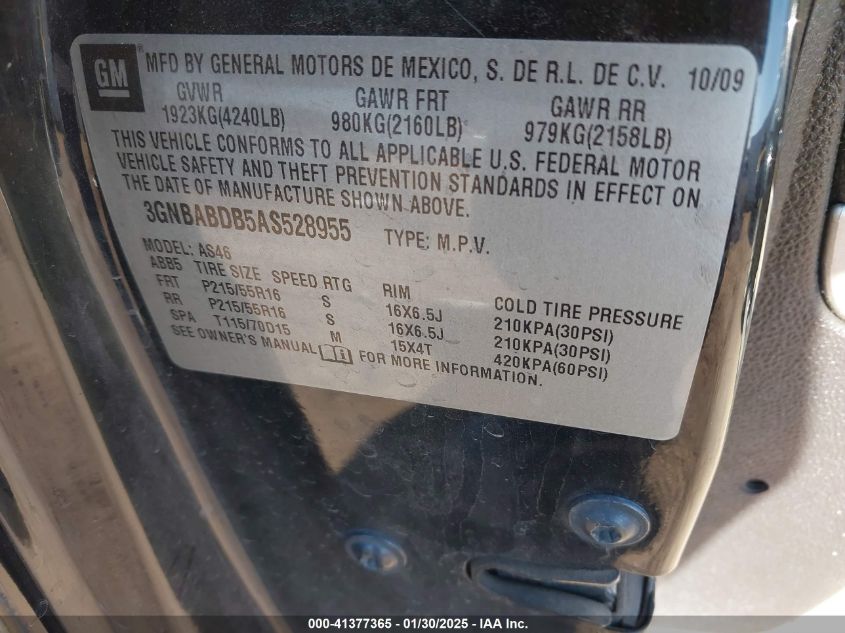 GM ® MFD BY GENERAL MOTORS DE MEXICO, S. DE R.L. DE C.V. 10/09
GVWR GAWR FRT GAWR RR
1923KG(4240LB) 980KG(2160LB) 979KG(2158LB)
THIS VEHICLE CONFORMS TO ALL APPLICABLE U.S. FEDERAL MOTOR
VEHICLE SAFETY AND THEFT PREVENTION STANDARDS IN EFFECT ON
THE DATE OF MANUFACTURE SHOWN ABOVE.
3GNBABDB5AS528955 TYPE: M.P.V.
MODEL: AS46
ABB5 TIRE SIZE SPEED RTG RIM COLD TIRE PRESSURE
FRT P215/55R16 S 16X6.5J 210KPA(30PSI)
RR P215/55R16 S 16X6.5J 210KPA(30PSI)
SPA T115/70D15 M 15X4T 420KPA(60PSI)
SEE OWNER'S MANUAL FOR MORE INFORMATION.
000-41377365 - 01/30/2025 - IAA Inc.